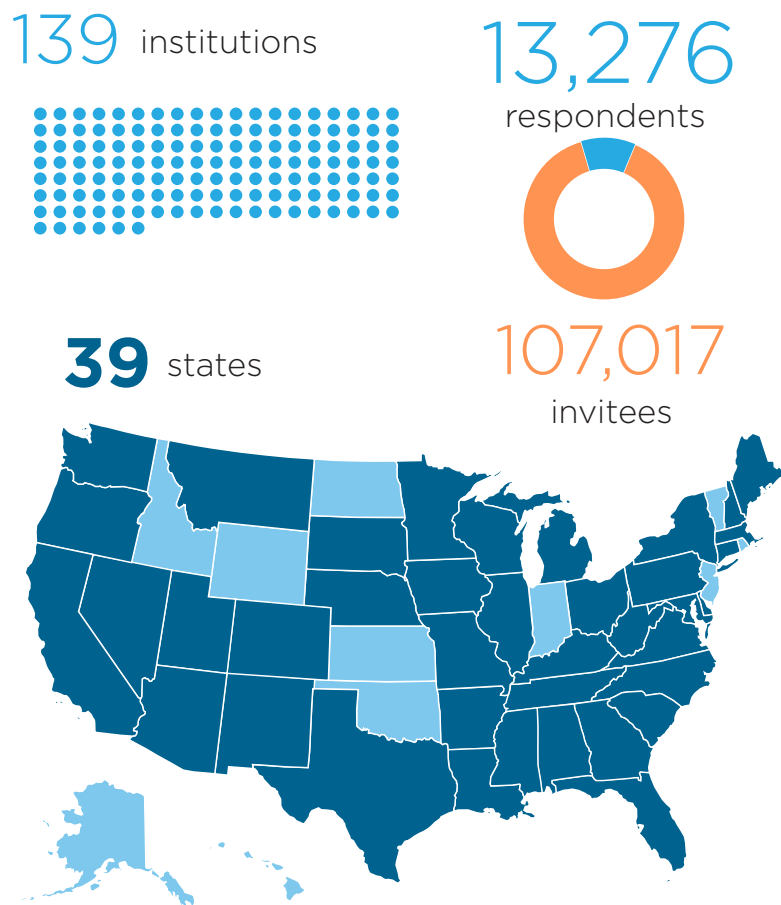 139 institutions
13,276
respondents
39 states
107,017
invitees